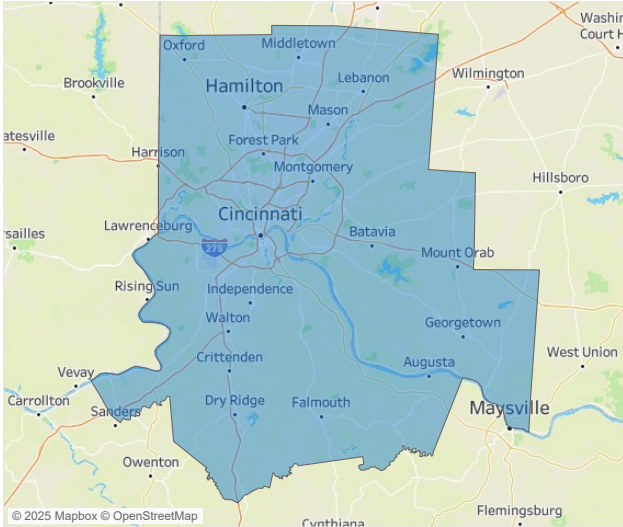 Washin
Court H
Oxford
Middletown
Brookville
Lebanon
Wilmington
Hamilton
Mason
atesville
Forest Park
Harrison
Montgomery
Hillsboro
Cincinnati
Lawrenceburg
Batavia
rsailles
275
Mount Orab
Rising Sun
Independence
Walton
Georgetown
West Union
Crittenden
Augusta
Vevay
Carrollton
Sanders
Dry Ridge
Falmouth
Maysville
Owenton
Flemingsburg
Cynthiana
© 2025 Mapbox © OpenStreetMap